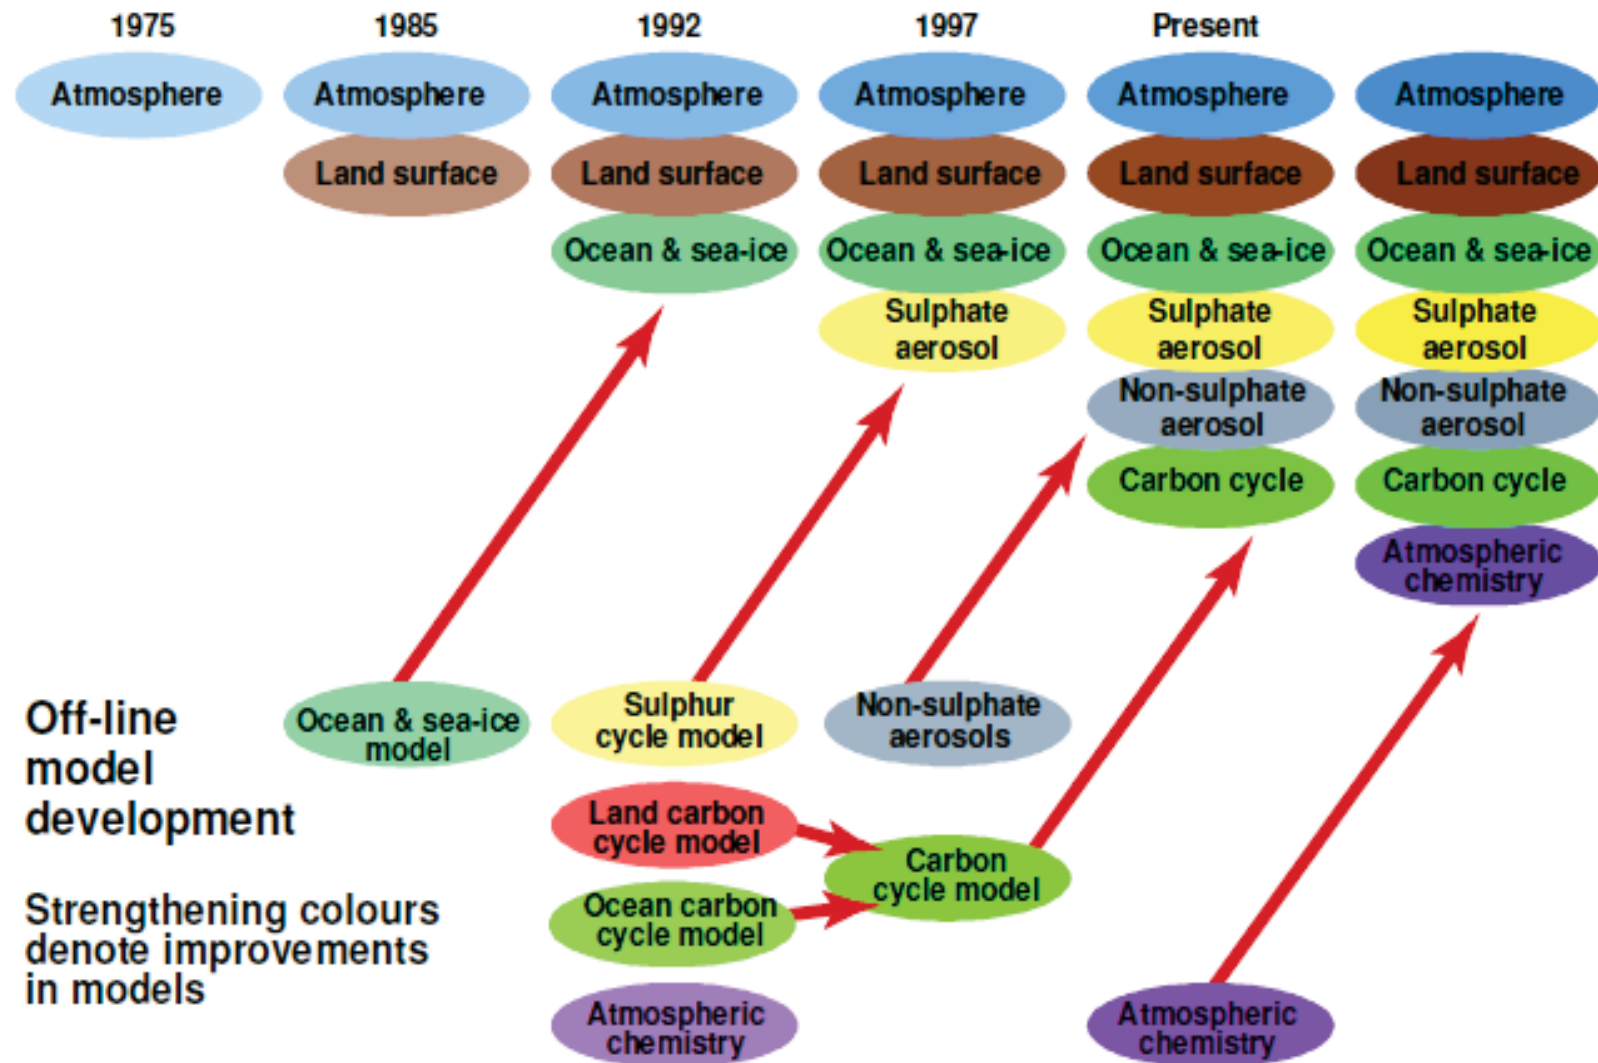 1975 1985 1992 1997 Present
Atmosphere Atmosphere Atmosphere Atmosphere Atmosphere Atmosphere
Land surface Land surface Land surface Land surface Land surface
Ocean & sea-ice Ocean & sea-ice Ocean & sea-ice Ocean & sea-ice
Sulphate Sulphate Sulphate
aerosol aerosol aerosol
Non-sulphate Non-sulphate
aerosol aerosol
Carbon cycle Carbon cycle
Atmospheric
chemistry
Off-line
model
development
Ocean & sea-ice
model
Sulphur
cycle model
Non-sulphate
aerosols
Land carbon
cycle model
Carbon
cycle model
Ocean carbon
cycle model
Strengthening colours
denote improvements
in models
Atmospheric
chemistry
Atmospheric
chemistry